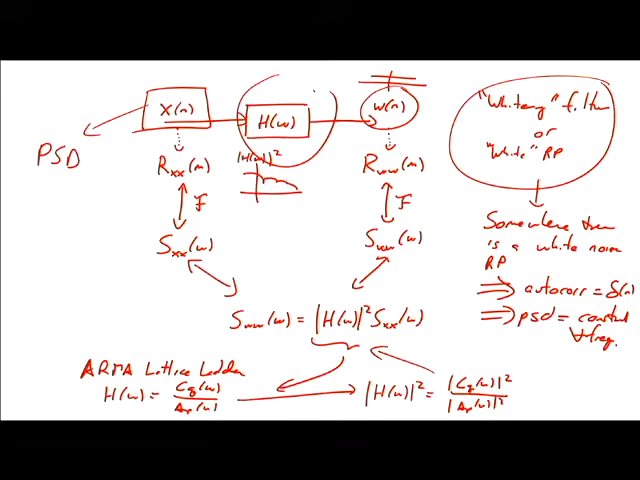 X(n)
H(ω)
w(n)
"Whitening" filter
or
"White" RP
PSD
Rxx(m)
|H(ω)|²
Rww(m)
F
F
Sxx(ω)
Sww(ω)
Somewhere there
is a white noise
RP
⇒ autocorr = δ(n)
⇒ psd = constant
∀ freq.
Sww(ω) = |H(ω)|² Sxx(ω)
ARMA Lattice Ladder
H(ω) = Cq(ω) / Ap(ω)
|H(ω)|² = |Cq(ω)|² / |Ap(ω)|²